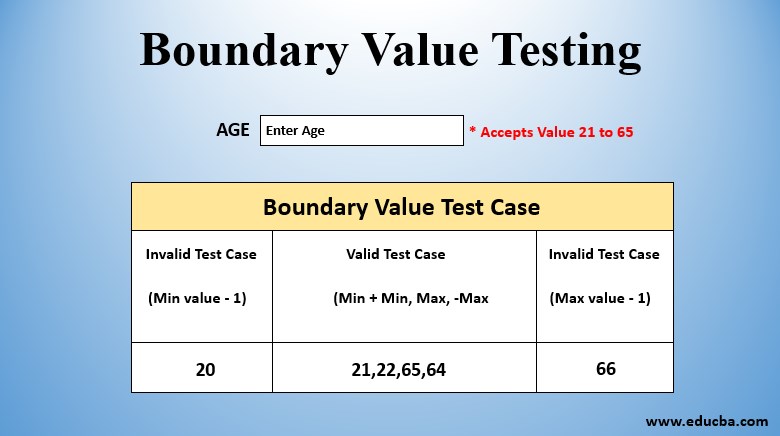 Boundary Value Testing
AGE Enter Age * Accepts Value 21 to 65
Boundary Value Test Case
Invalid Test Case Valid Test Case Invalid Test Case
(Min value - 1) (Min + Min, Max, -Max (Max value - 1)
20 21,22,65,64 66
www.educba.com